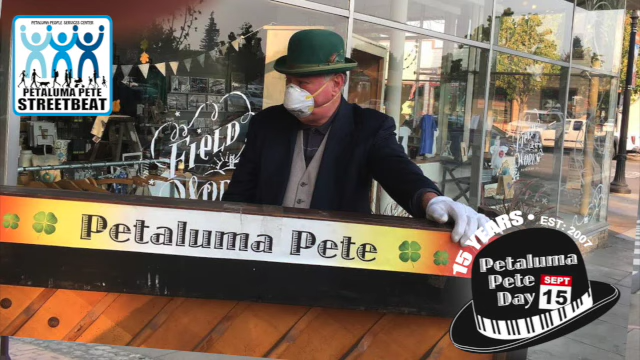 PETALUMA PEOPLE SERVICES CENTER
PETALUMA PETE
STREETBEAT
Field
Works
Petaluma Pete
15 YEARS • EST: 2007
Petaluma
Pete
Day
SEPT
15